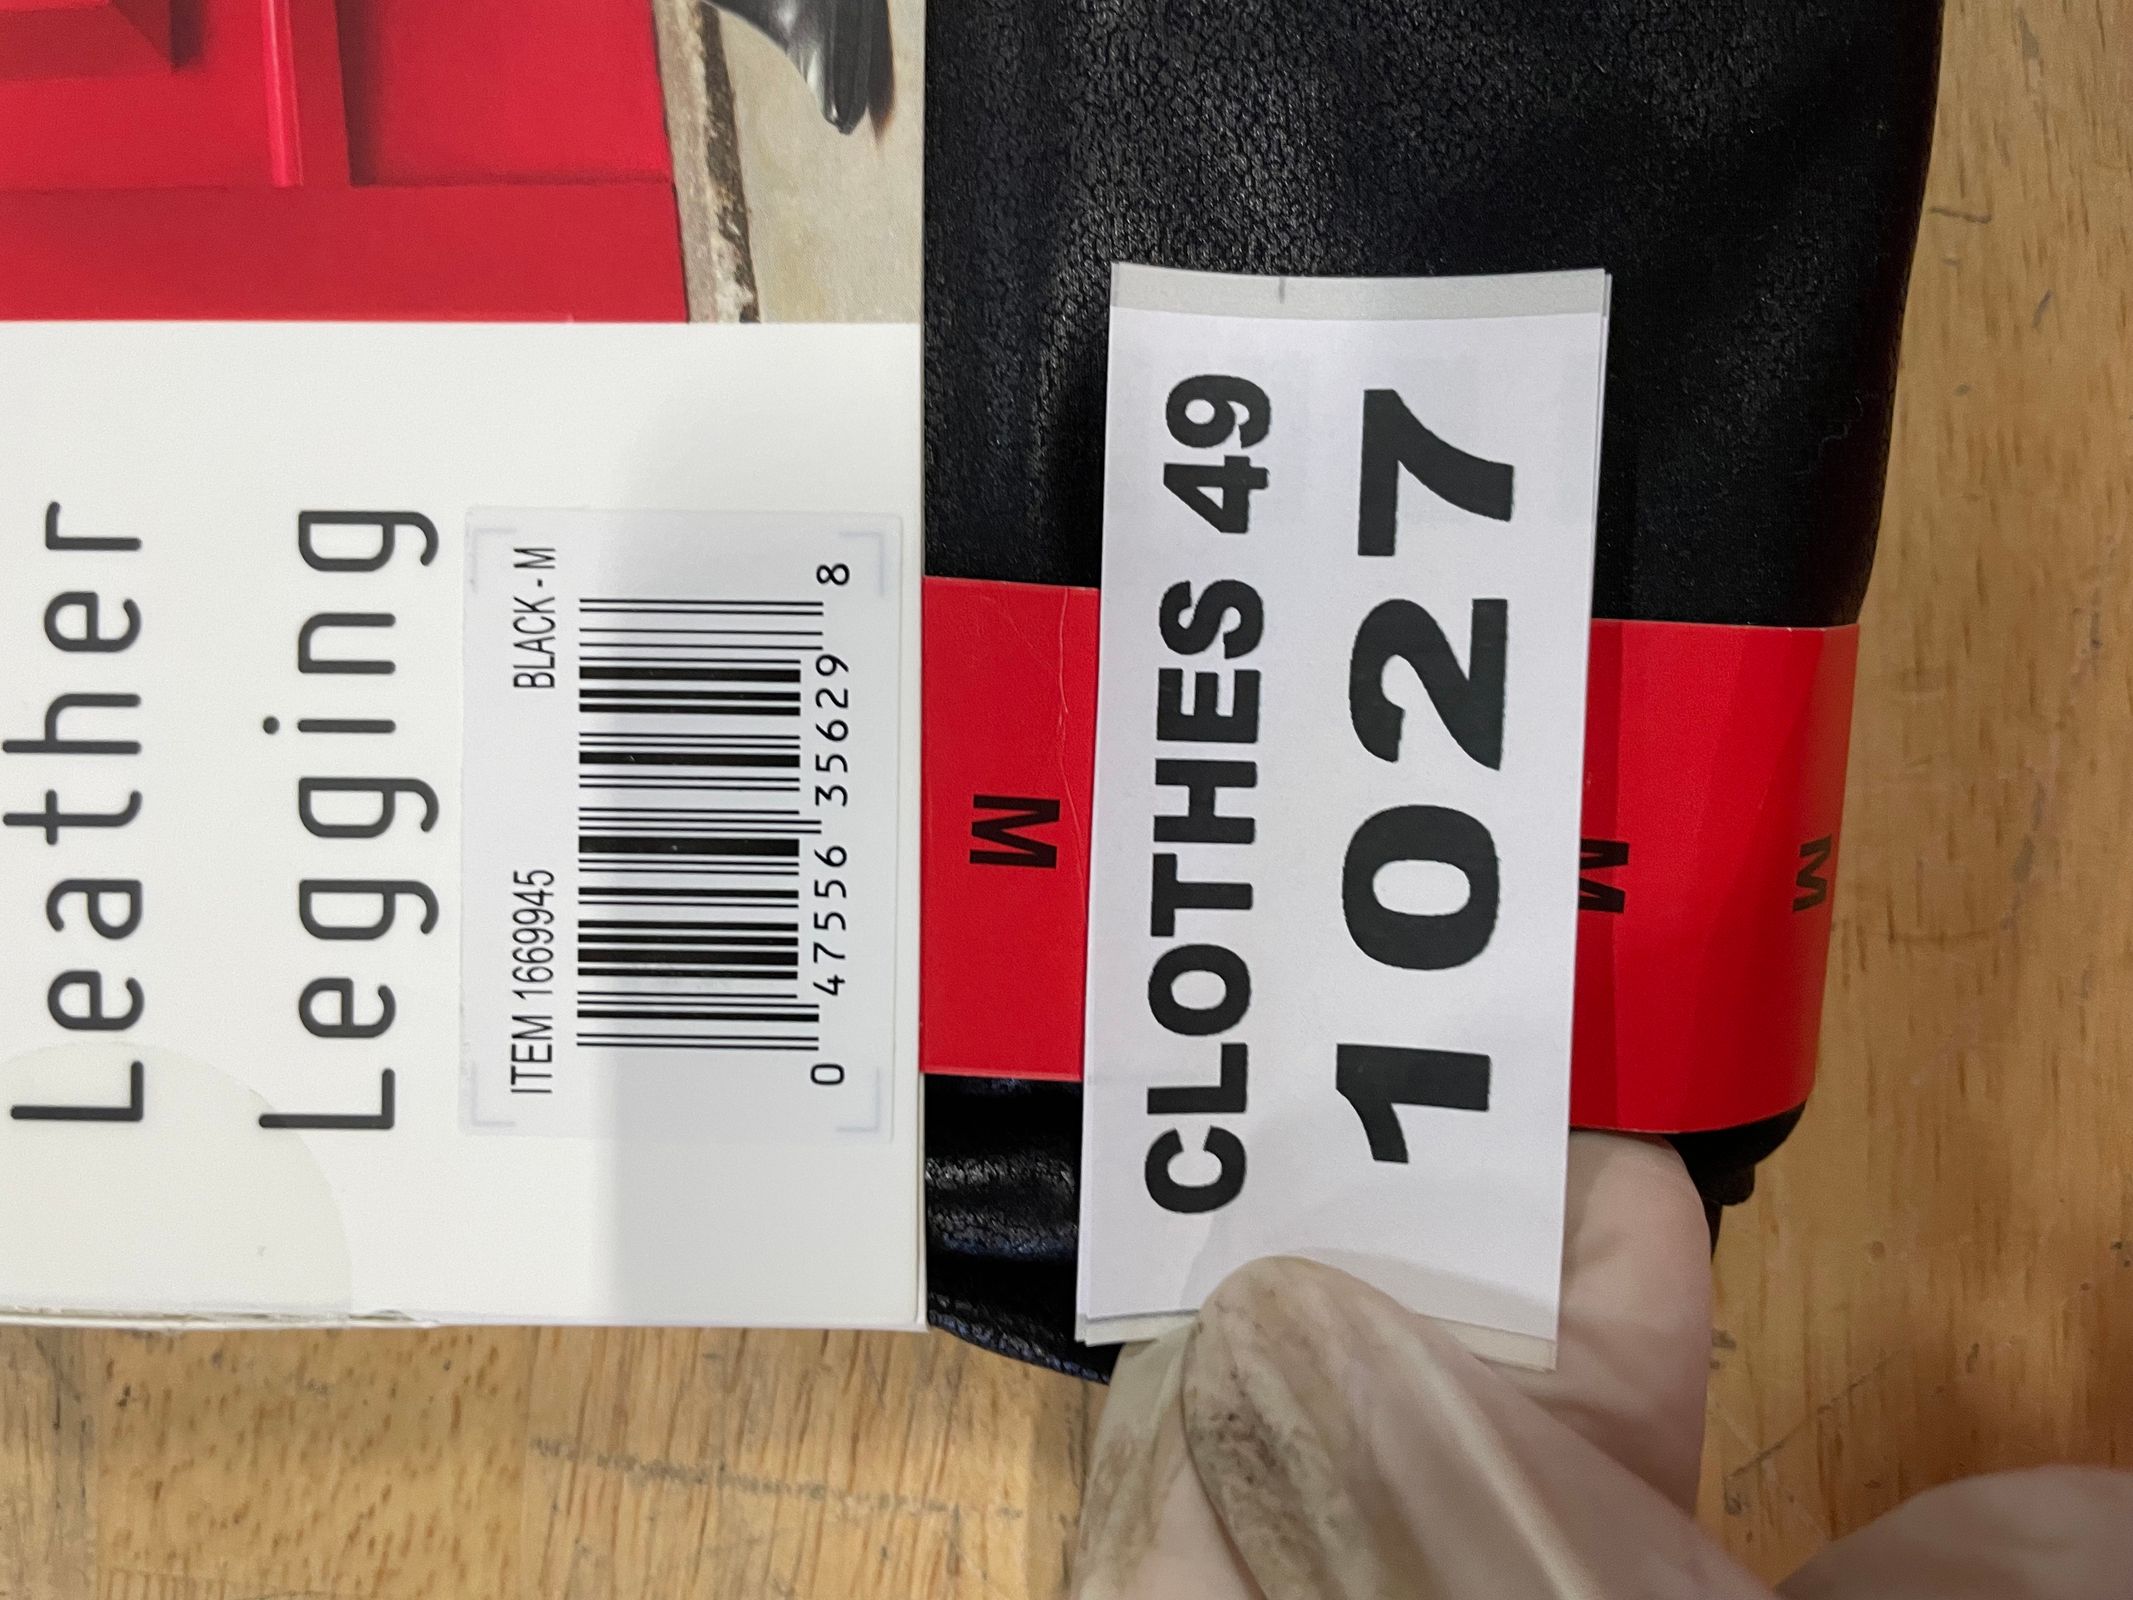 Leather
Legging
ITEM 1669945 BLACK - M
0 47556 35629 8
M
CLOTHES 49
1027
M
M